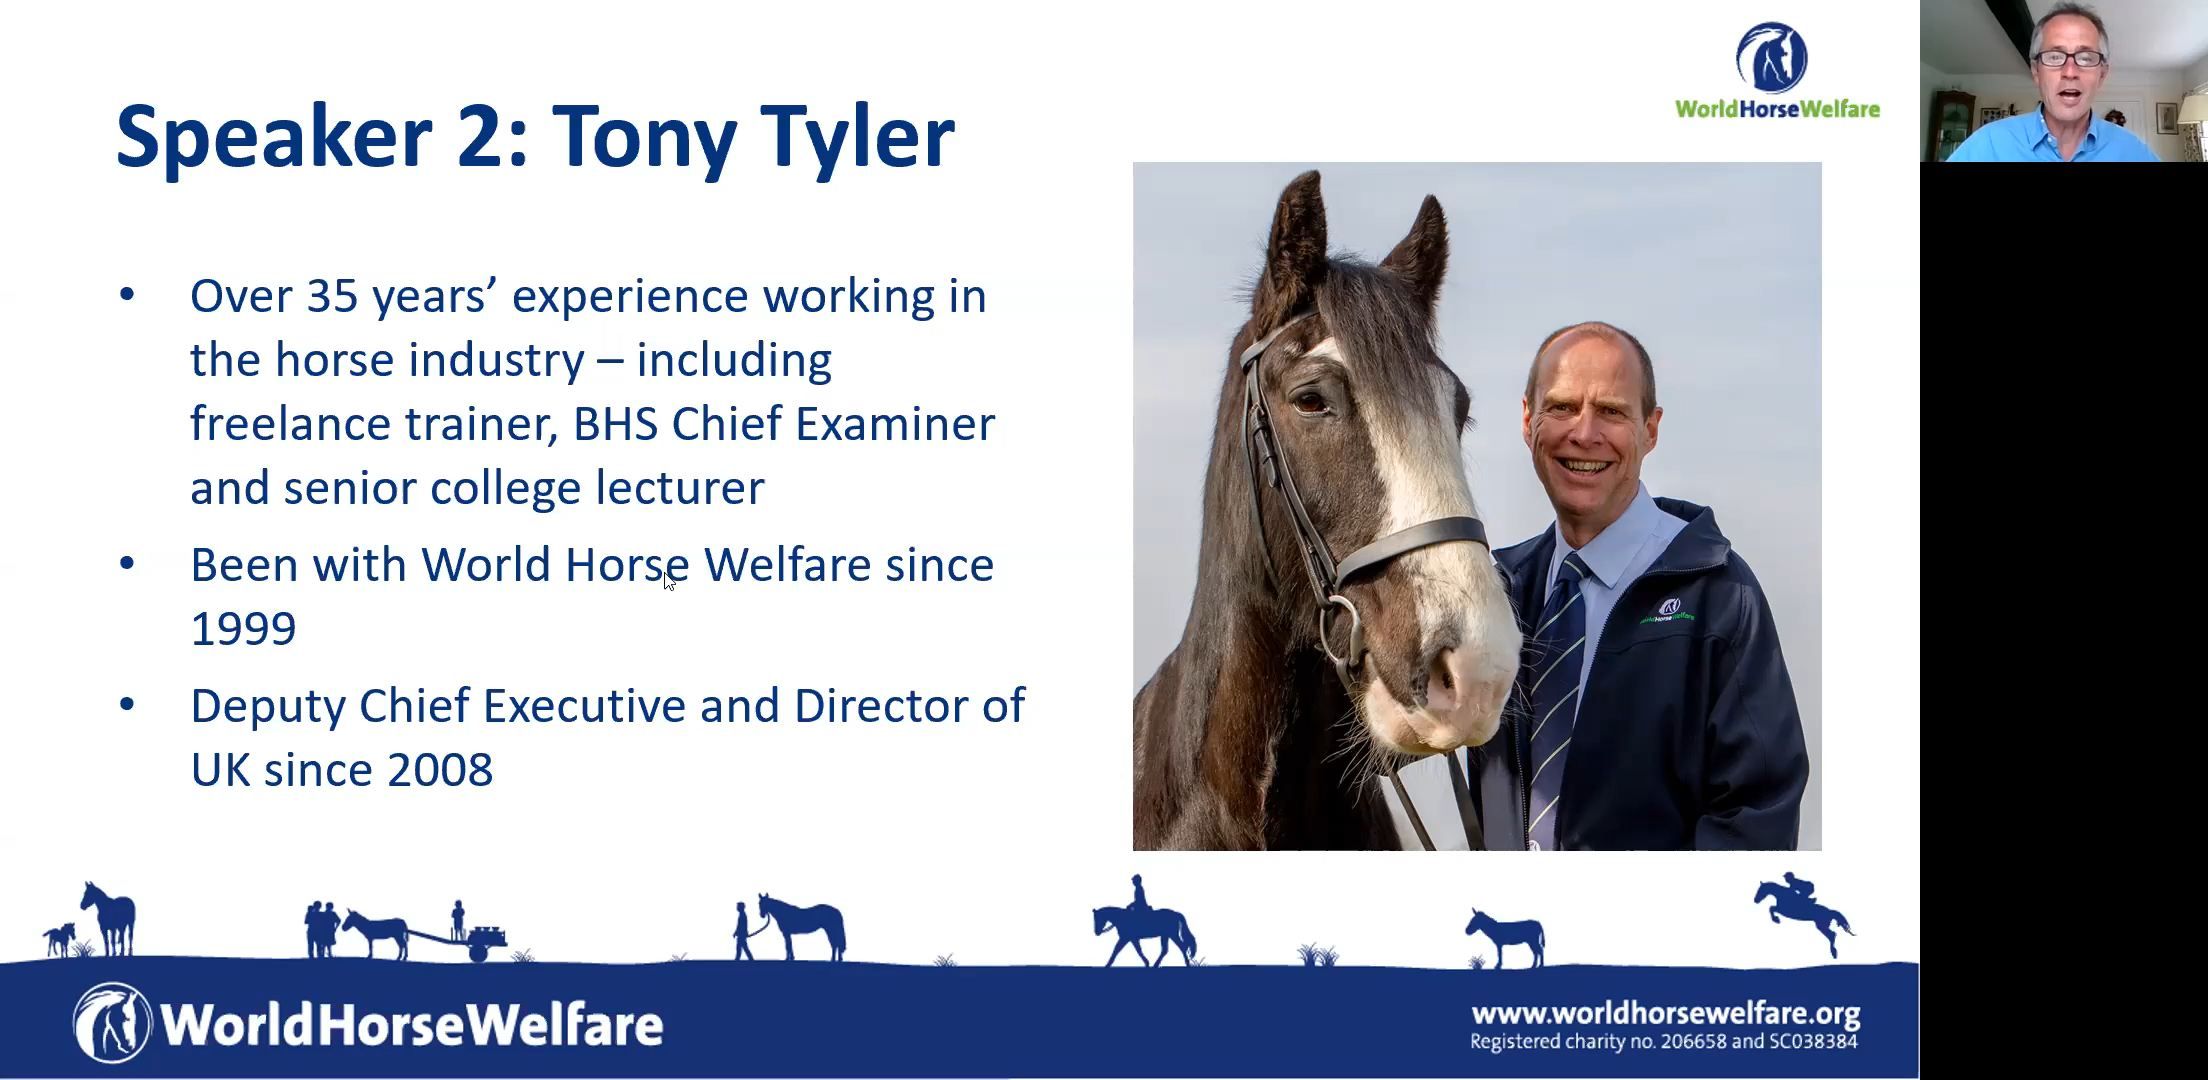 WorldHorseWelfare
Speaker 2: Tony Tyler
• Over 35 years’ experience working in
the horse industry – including
freelance trainer, BHS Chief Examiner
and senior college lecturer
• Been with World Horse Welfare since
1999
• Deputy Chief Executive and Director of
UK since 2008
WorldHorseWelfare
WorldHorseWelfare
www.worldhorsewelfare.org
Registered charity no. 206658 and SC038384